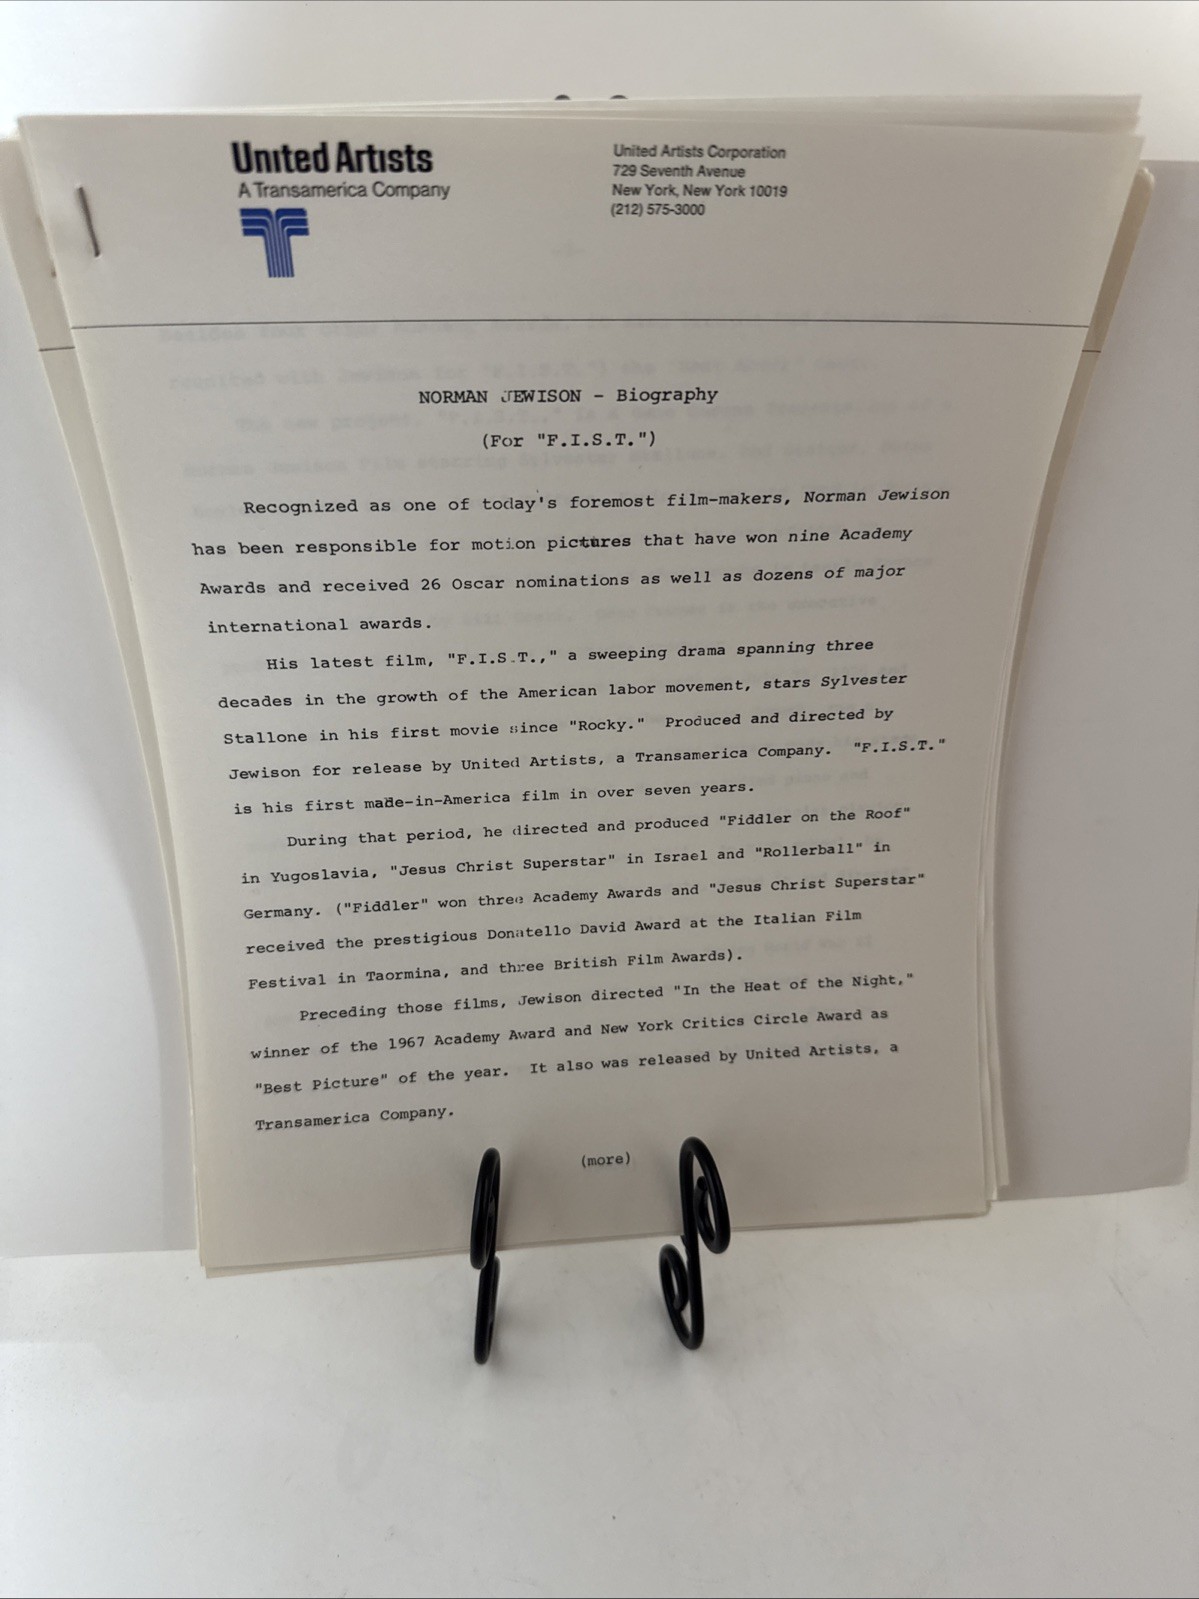 United Artists
A Transamerica Company
United Artists Corporation
729 Seventh Avenue
New York, New York 10019
(212) 575-3000
NORMAN JEWISON - Biography
(For "F.I.S.T.")
Recognized as one of today's foremost film-makers, Norman Jewison
has been responsible for motion pictures that have won nine Academy
Awards and received 26 Oscar nominations as well as dozens of major
international awards.
His latest film, "F.I.S.T.," a sweeping drama spanning three
decades in the growth of the American labor movement, stars Sylvester
Stallone in his first movie since "Rocky." Produced and directed by
Jewison for release by United Artists, a Transamerica Company. "F.I.S.T."
is his first made-in-America film in over seven years.
During that period, he directed and produced "Fiddler on the Roof"
in Yugoslavia, "Jesus Christ Superstar" in Israel and "Rollerball" in
Germany. ("Fiddler" won three Academy Awards and "Jesus Christ Superstar"
received the prestigious Donatello David Award at the Italian Film
Festival in Taormina, and three British Film Awards).
Preceding those films, Jewison directed "In the Heat of the Night,"
winner of the 1967 Academy Award and New York Critics Circle Award as
"Best Picture" of the year. It also was released by United Artists, a
Transamerica Company.
(more)